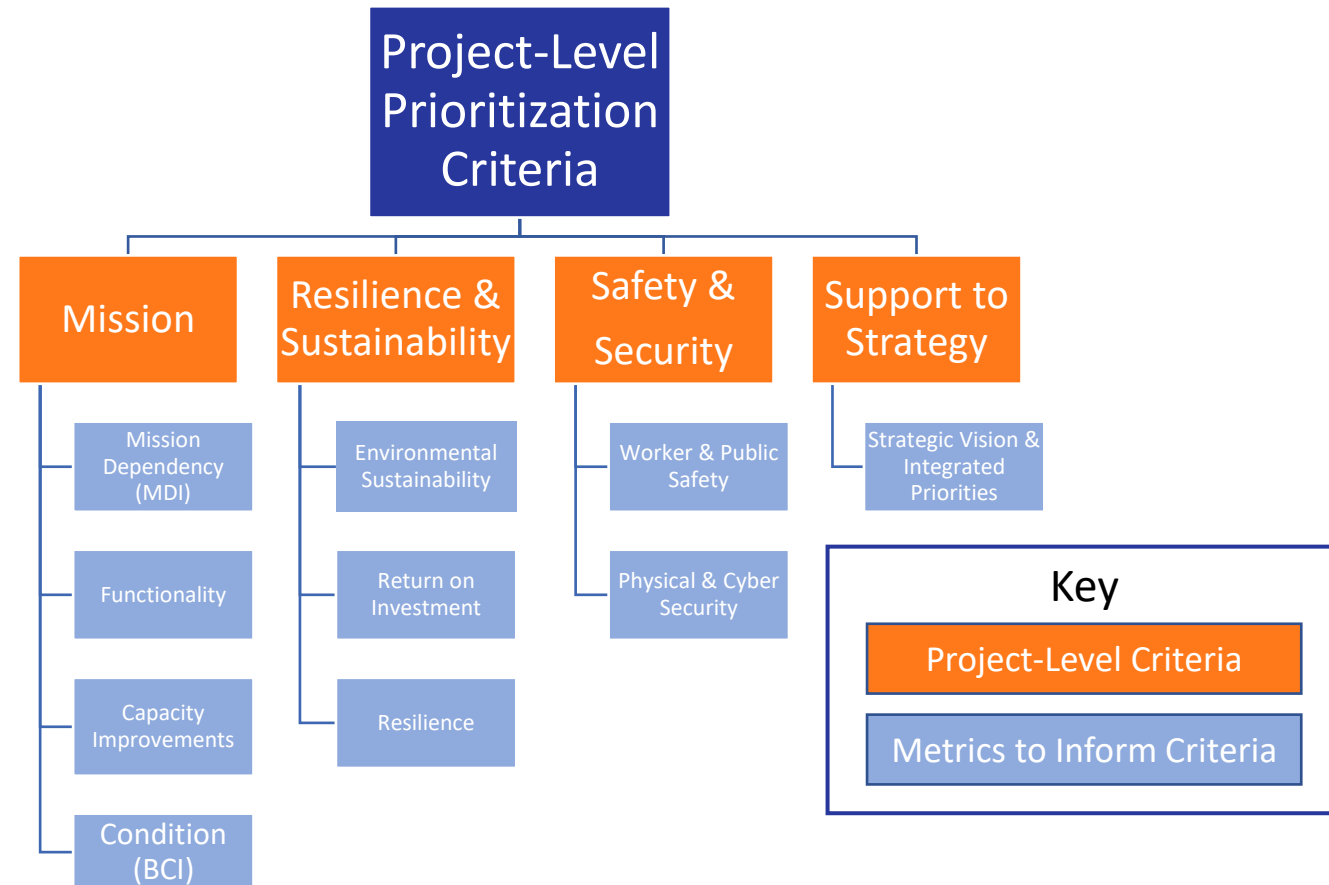 Project-Level
Prioritization
Criteria
Mission
Resilience &
Sustainability
Safety &
Security
Support to
Strategy
Mission
Dependency
(MDI)
Functionality
Capacity
Improvements
Condition
(BCI)
Environmental
Sustainability
Return on
Investment
Resilience
Worker & Public
Safety
Physical & Cyber
Security
Strategic Vision &
Integrated
Priorities
Key
Project-Level Criteria
Metrics to Inform Criteria